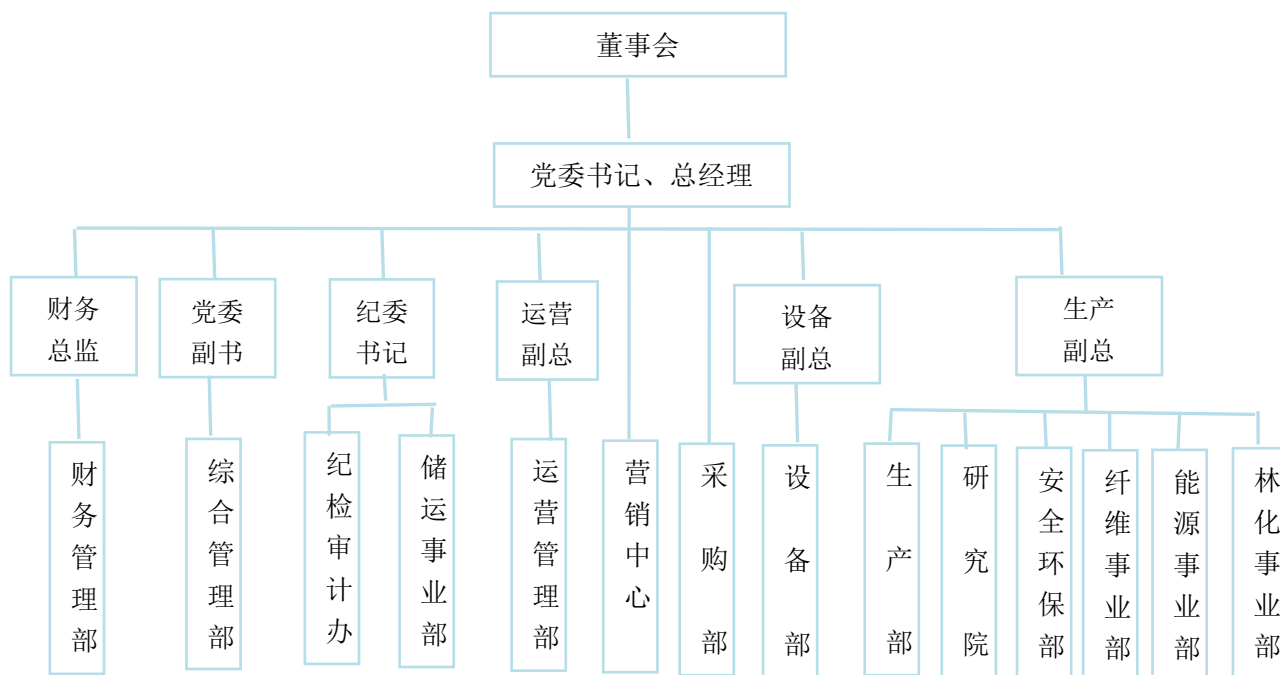 董事会
党委书记、总经理
财务
总监
党委
副书
纪委
书记
运营
副总
设备
副总
生产
副总
财务管理部
综合管理部
纪检审计办
储运事业部
运营管理部
营销中心
采购部
设备部
生产部
研究院
安全环保部
纤维事业部
能源事业部
林化事业部